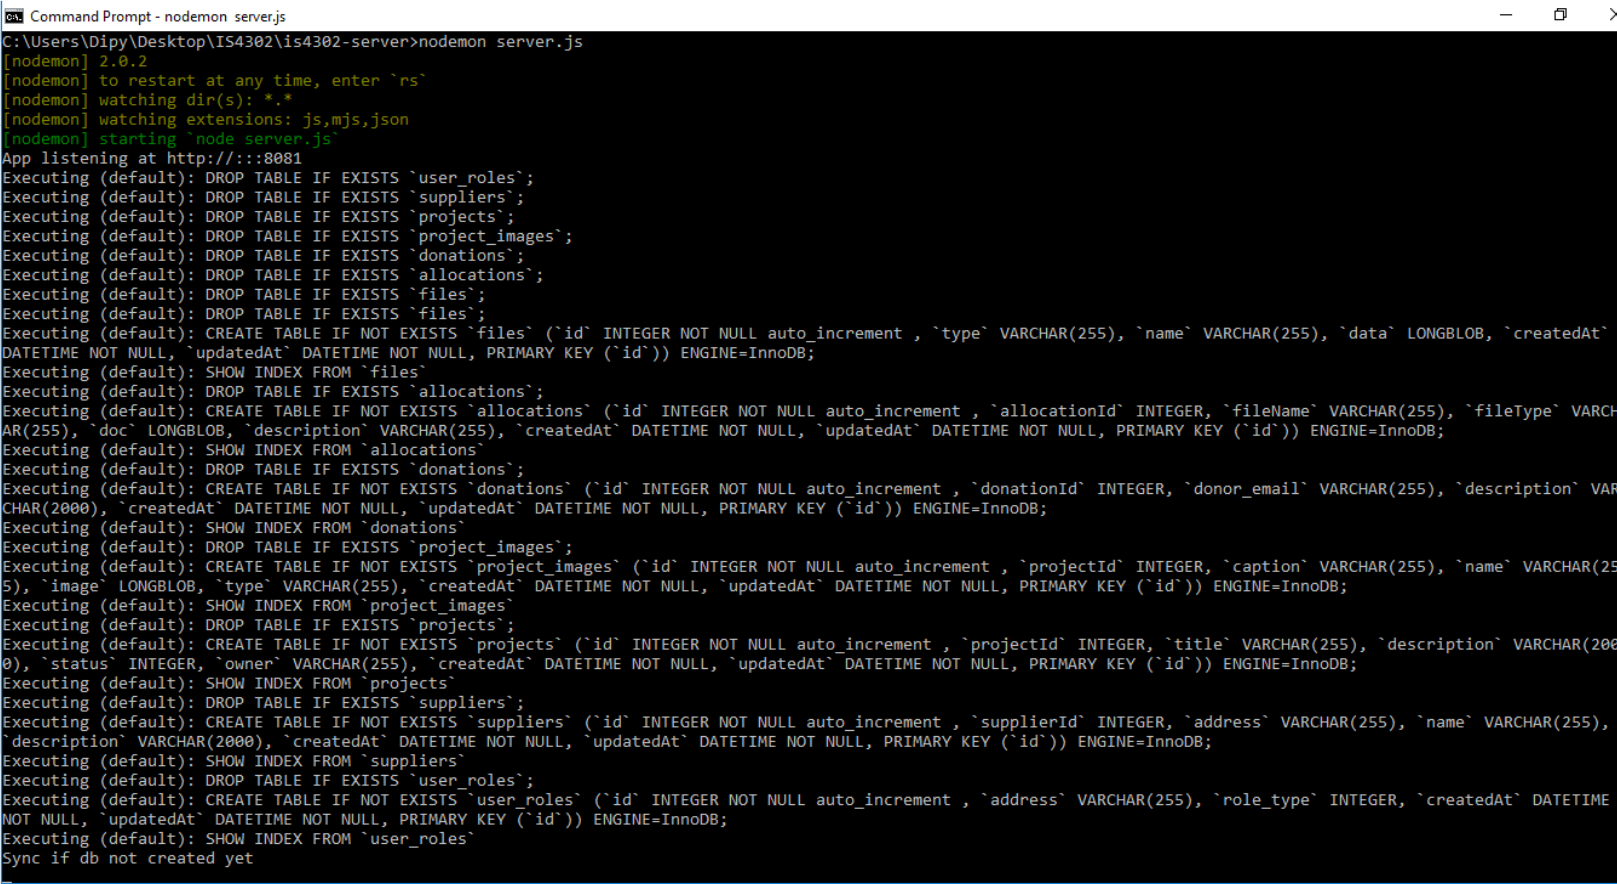 Command Prompt - nodemon  server.js
C:\Users\Dipy\Desktop\IS4302\is4302-server>nodemon server.js
[nodemon] 2.0.2
[nodemon] to restart at any time, enter `rs`
[nodemon] watching dir(s): *.*
[nodemon] watching extensions: js,mjs,json
[nodemon] starting `node server.js`
App listening at http://:::8081
Executing (default): DROP TABLE IF EXISTS `user_roles`;
Executing (default): DROP TABLE IF EXISTS `suppliers`;
Executing (default): DROP TABLE IF EXISTS `projects`;
Executing (default): DROP TABLE IF EXISTS `project_images`;
Executing (default): DROP TABLE IF EXISTS `donations`;
Executing (default): DROP TABLE IF EXISTS `allocations`;
Executing (default): DROP TABLE IF EXISTS `files`;
Executing (default): DROP TABLE IF EXISTS `files`;
Executing (default): CREATE TABLE IF NOT EXISTS `files` (`id` INTEGER NOT NULL auto_increment , `type` VARCHAR(255), `name` VARCHAR(255), `data` LONGBLOB, `createdAt`
DATETIME NOT NULL, `updatedAt` DATETIME NOT NULL, PRIMARY KEY (`id`)) ENGINE=InnoDB;
Executing (default): SHOW INDEX FROM `files`
Executing (default): DROP TABLE IF EXISTS `allocations`;
Executing (default): CREATE TABLE IF NOT EXISTS `allocations` (`id` INTEGER NOT NULL auto_increment , `allocationId` INTEGER, `fileName` VARCHAR(255), `fileType` VARCH
AR(255), `doc` LONGBLOB, `description` VARCHAR(255), `createdAt` DATETIME NOT NULL, `updatedAt` DATETIME NOT NULL, PRIMARY KEY (`id`)) ENGINE=InnoDB;
Executing (default): SHOW INDEX FROM `allocations`
Executing (default): DROP TABLE IF EXISTS `donations`;
Executing (default): CREATE TABLE IF NOT EXISTS `donations` (`id` INTEGER NOT NULL auto_increment , `donationId` INTEGER, `donor_email` VARCHAR(255), `description` VAR
CHAR(2000), `createdAt` DATETIME NOT NULL, `updatedAt` DATETIME NOT NULL, PRIMARY KEY (`id`)) ENGINE=InnoDB;
Executing (default): SHOW INDEX FROM `donations`
Executing (default): DROP TABLE IF EXISTS `project_images`;
Executing (default): CREATE TABLE IF NOT EXISTS `project_images` (`id` INTEGER NOT NULL auto_increment , `projectId` INTEGER, `caption` VARCHAR(255), `name` VARCHAR(25
5), `image` LONGBLOB, `type` VARCHAR(255), `createdAt` DATETIME NOT NULL, `updatedAt` DATETIME NOT NULL, PRIMARY KEY (`id`)) ENGINE=InnoDB;
Executing (default): SHOW INDEX FROM `project_images`
Executing (default): DROP TABLE IF EXISTS `projects`;
Executing (default): CREATE TABLE IF NOT EXISTS `projects` (`id` INTEGER NOT NULL auto_increment , `projectId` INTEGER, `title` VARCHAR(255), `description` VARCHAR(200
0), `status` INTEGER, `owner` VARCHAR(255), `createdAt` DATETIME NOT NULL, `updatedAt` DATETIME NOT NULL, PRIMARY KEY (`id`)) ENGINE=InnoDB;
Executing (default): SHOW INDEX FROM `projects`
Executing (default): DROP TABLE IF EXISTS `suppliers`;
Executing (default): CREATE TABLE IF NOT EXISTS `suppliers` (`id` INTEGER NOT NULL auto_increment , `supplierId` INTEGER, `address` VARCHAR(255), `name` VARCHAR(255),
`description` VARCHAR(2000), `createdAt` DATETIME NOT NULL, `updatedAt` DATETIME NOT NULL, PRIMARY KEY (`id`)) ENGINE=InnoDB;
Executing (default): SHOW INDEX FROM `suppliers`
Executing (default): DROP TABLE IF EXISTS `user_roles`;
Executing (default): CREATE TABLE IF NOT EXISTS `user_roles` (`id` INTEGER NOT NULL auto_increment , `address` VARCHAR(255), `role_type` INTEGER, `createdAt` DATETIME
NOT NULL, `updatedAt` DATETIME NOT NULL, PRIMARY KEY (`id`)) ENGINE=InnoDB;
Executing (default): SHOW INDEX FROM `user_roles`
Sync if db not created yet